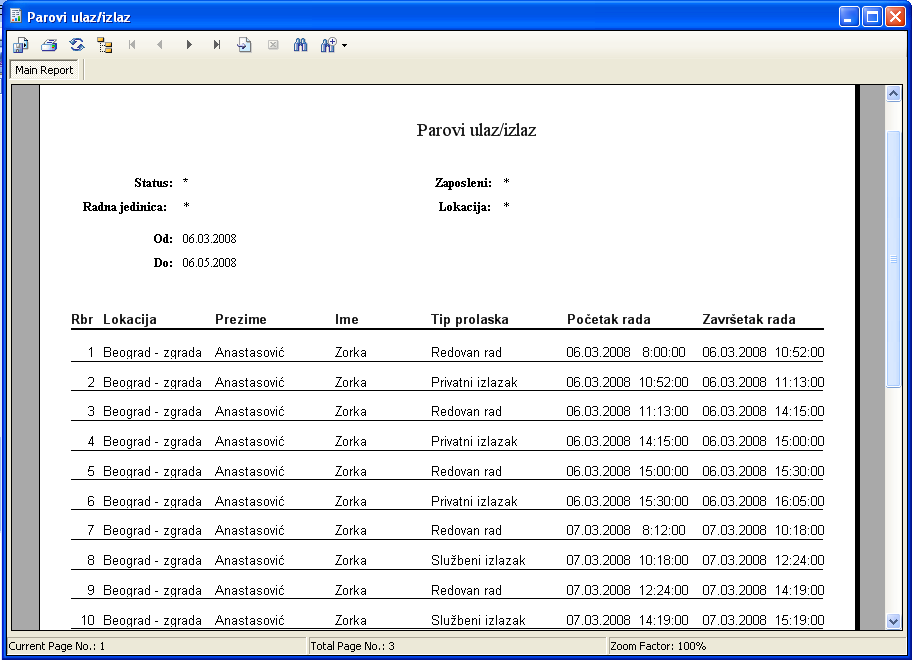 Parovi ulaz/izlaz
Main Report
Parovi ulaz/izlaz
Status: * Zaposleni: *
Radna jedinica: * Lokacija: *
Od: 06.03.2008
Do: 06.05.2008
Rbr Lokacija Prezime Ime Tip prolaska Početak rada Završetak rada
1 Beograd - zgrada Anastasović Zorka Redovan rad 06.03.2008 8:00:00 06.03.2008 10:52:00
2 Beograd - zgrada Anastasović Zorka Privatni izlazak 06.03.2008 10:52:00 06.03.2008 11:13:00
3 Beograd - zgrada Anastasović Zorka Redovan rad 06.03.2008 11:13:00 06.03.2008 14:15:00
4 Beograd - zgrada Anastasović Zorka Privatni izlazak 06.03.2008 14:15:00 06.03.2008 15:00:00
5 Beograd - zgrada Anastasović Zorka Redovan rad 06.03.2008 15:00:00 06.03.2008 15:30:00
6 Beograd - zgrada Anastasović Zorka Privatni izlazak 06.03.2008 15:30:00 06.03.2008 16:05:00
7 Beograd - zgrada Anastasović Zorka Redovan rad 07.03.2008 8:12:00 07.03.2008 10:18:00
8 Beograd - zgrada Anastasović Zorka Službeni izlazak 07.03.2008 10:18:00 07.03.2008 12:24:00
9 Beograd - zgrada Anastasović Zorka Redovan rad 07.03.2008 12:24:00 07.03.2008 14:19:00
10 Beograd - zgrada Anastasović Zorka Službeni izlazak 07.03.2008 14:19:00 07.03.2008 15:19:00
Current Page No.: 1 Total Page No.: 3 Zoom Factor: 100%